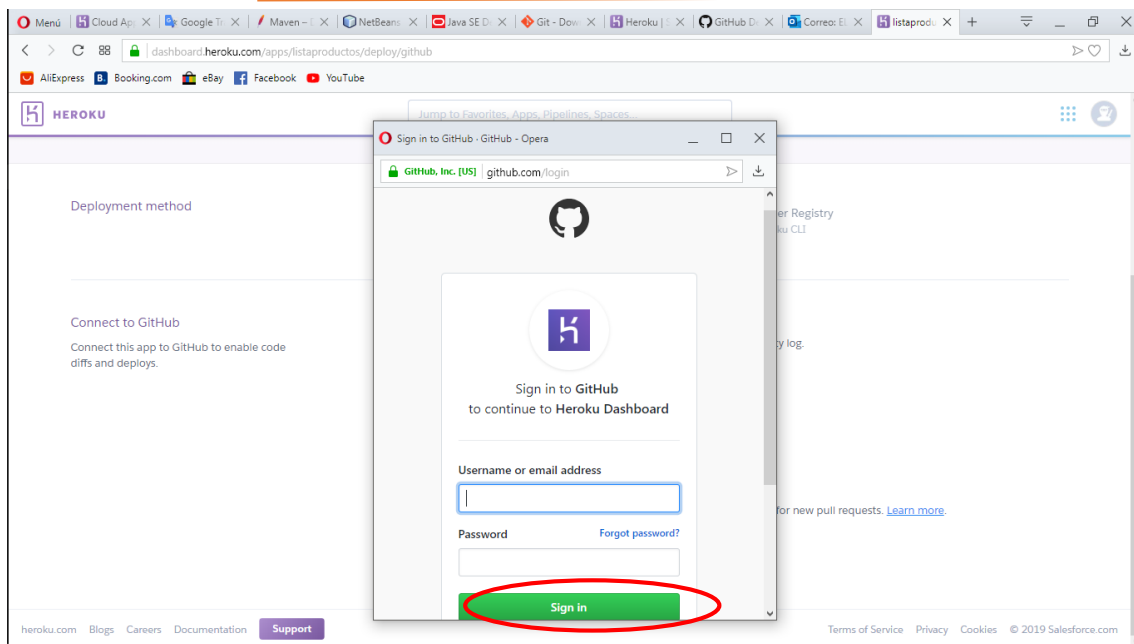 Menú Cloud Ap Google Tr Maven – NetBeans Java SE D Git - Dow Heroku | GitHub D Correo: E listaprodu
dashboard.heroku.com/apps/listaproductos/deploy/github
AliExpress B. Booking.com eBay Facebook YouTube
HEROKU Jump to Favorites, Apps, Pipelines, Spaces...
Sign in to GitHub · GitHub - Opera
GitHub, Inc. [US] github.com/login
Deployment method
er Registry
ku CLI
Connect to GitHub
Connect this app to GitHub to enable code
diffs and deploys.
y log.
Sign in to GitHub
to continue to Heroku Dashboard
Username or email address
for new pull requests. Learn more.
Password Forgot password?
Sign in
heroku.com Blogs Careers Documentation Support Terms of Service Privacy Cookies © 2019 Salesforce.com